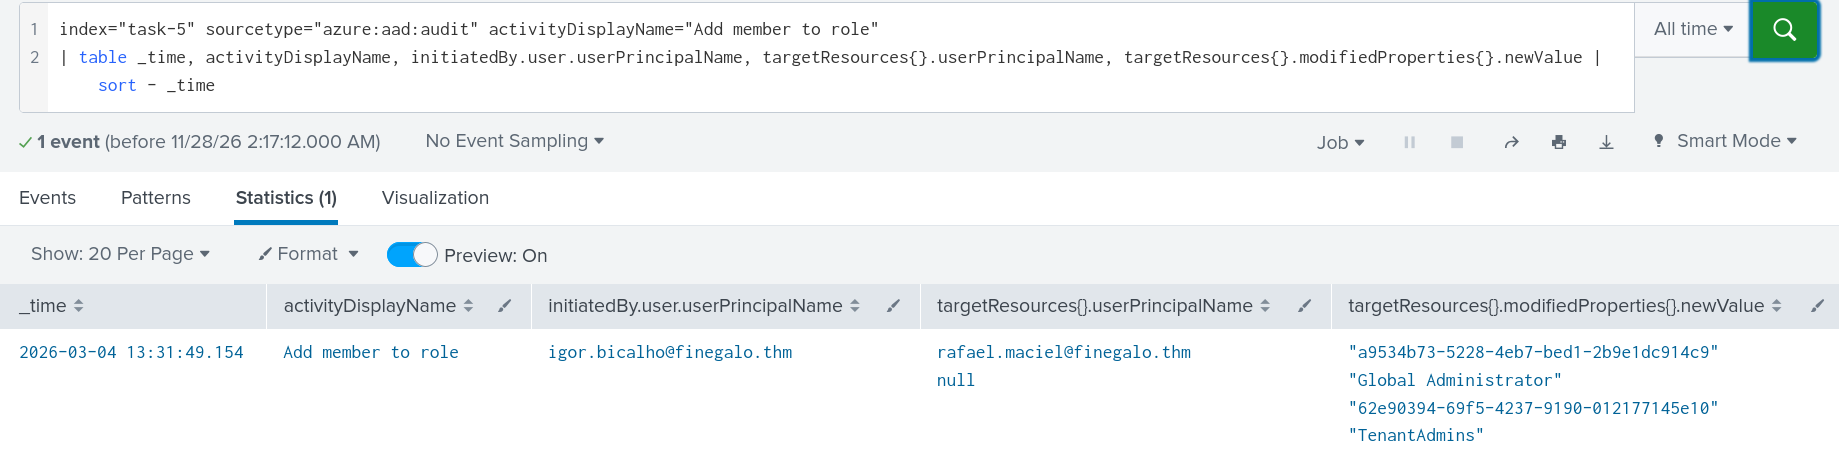 1 index="task-5" sourcetype="azure:aad:audit" activityDisplayName="Add member to role"
2 | table _time, activityDisplayName, initiatedBy.user.userPrincipalName, targetResources{}.userPrincipalName, targetResources{}.modifiedProperties{}.newValue |
sort - _time
All time
1 event (before 11/28/26 2:17:12.000 AM) No Event Sampling Job Smart Mode
Events Patterns Statistics (1) Visualization
Show: 20 Per Page Format Preview: On
_time activityDisplayName initiatedBy.user.userPrincipalName targetResources{}.userPrincipalName targetResources{}.modifiedProperties{}.newValue
2026-03-04 13:31:49.154 Add member to role igor.bicalho@finegalo.thm rafael.maciel@finegalo.thm "a9534b73-5228-4eb7-bed1-2b9e1dc914c9"
null "Global Administrator"
"62e90394-69f5-4237-9190-012177145e10"
"TenantAdmins"